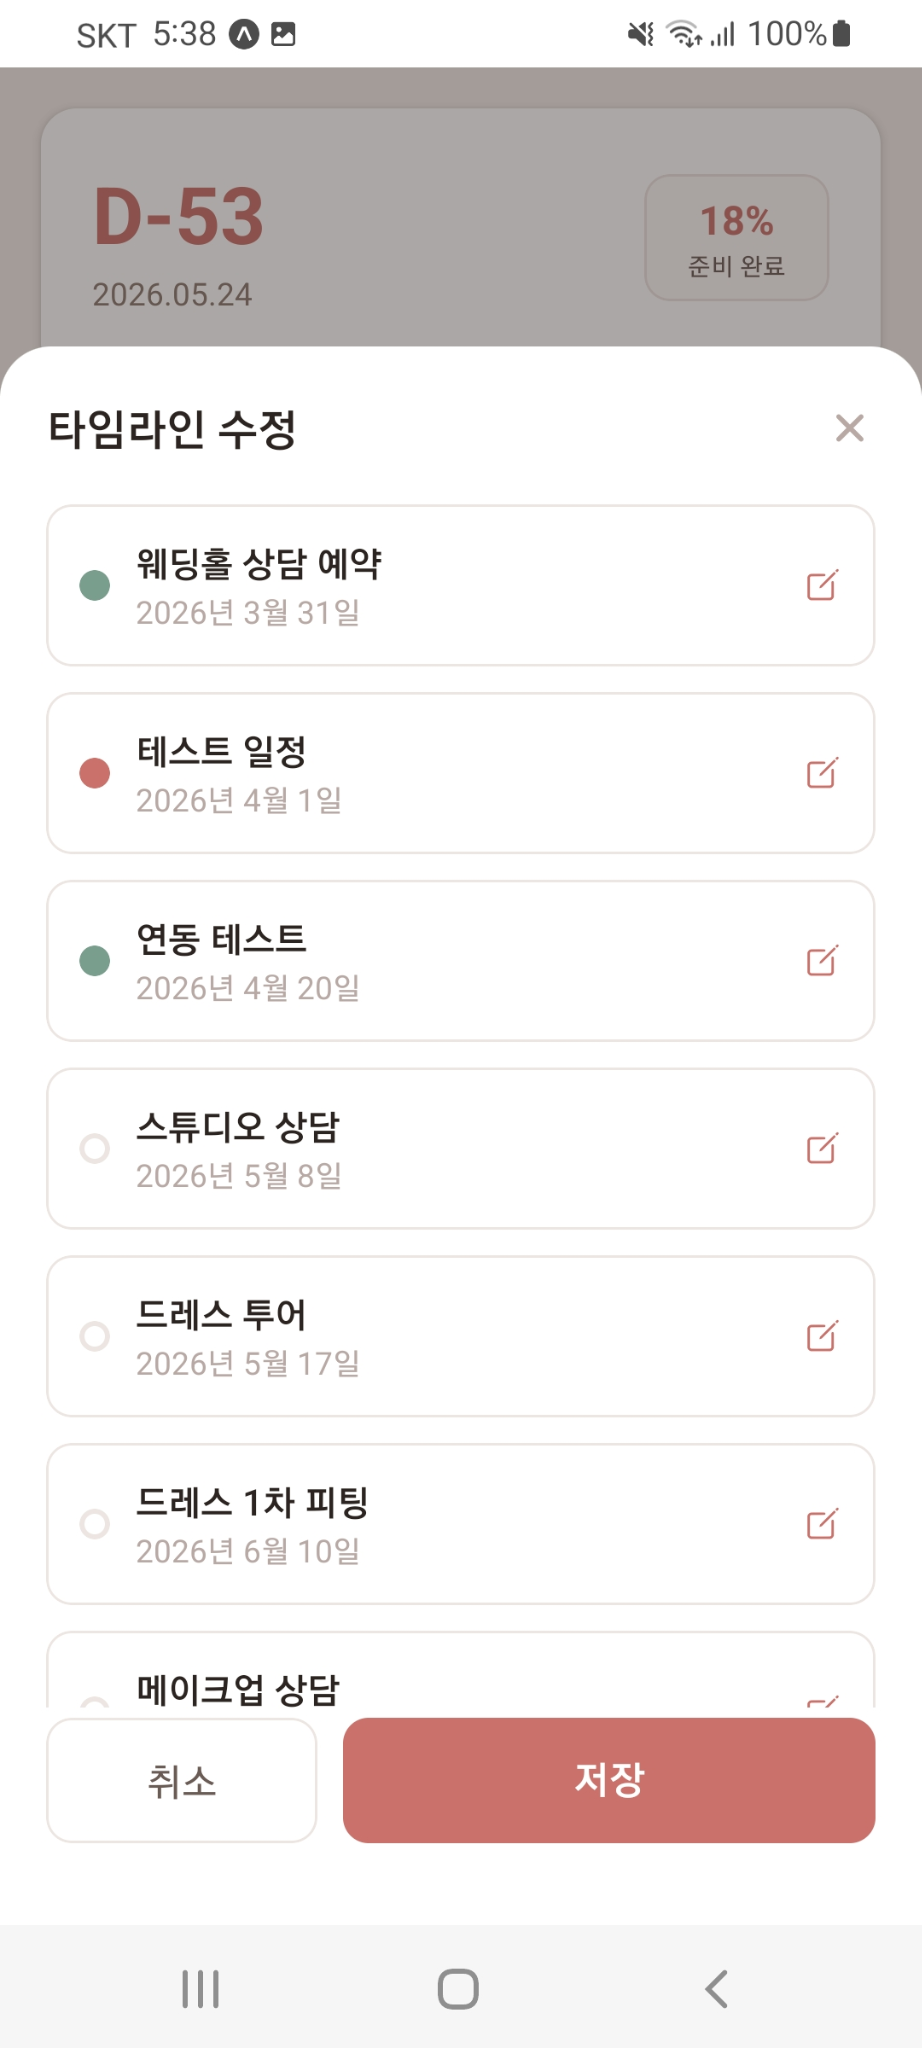 SKT 5:38 100%
D-53
18%
준비 완료
2026.05.24
타임라인 수정
웨딩홀 상담 예약
2026년 3월 31일
테스트 일정
2026년 4월 1일
연동 테스트
2026년 4월 20일
스튜디오 상담
2026년 5월 8일
드레스 투어
2026년 5월 17일
드레스 1차 피팅
2026년 6월 10일
메이크업 상담
취소
저장